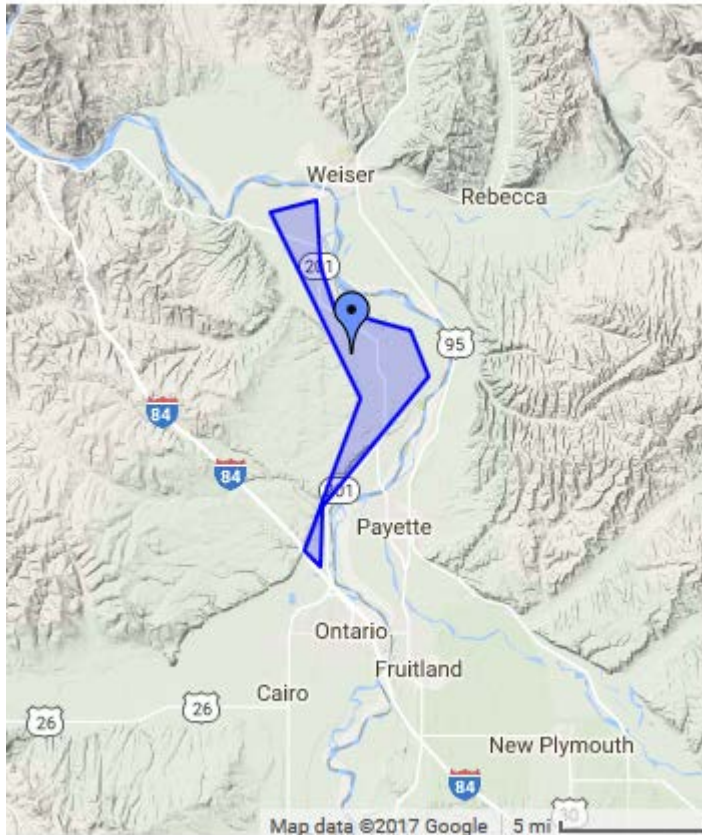 Weiser
Rebecca
201
95
84
84
201
Payette
Ontario
Fruitland
Cairo
26
26
New Plymouth
84
30
Map data ©2017 Google
5 mi